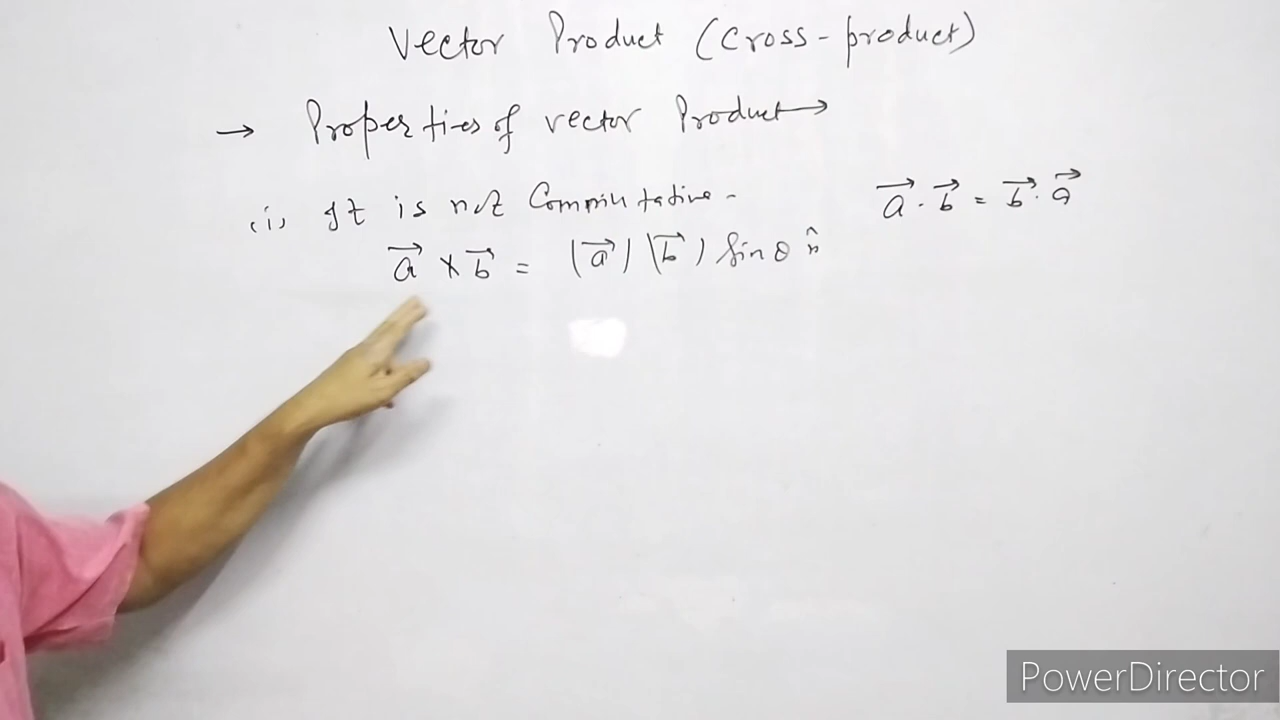 Vector Product (Cross-product)
→ Properties of vector Product→
(i) It is not Commutative -
a⃗ · b⃗ = b⃗ · a⃗
a⃗ × b⃗ = |a⃗| |b⃗| Sin θ n̂
PowerDirector